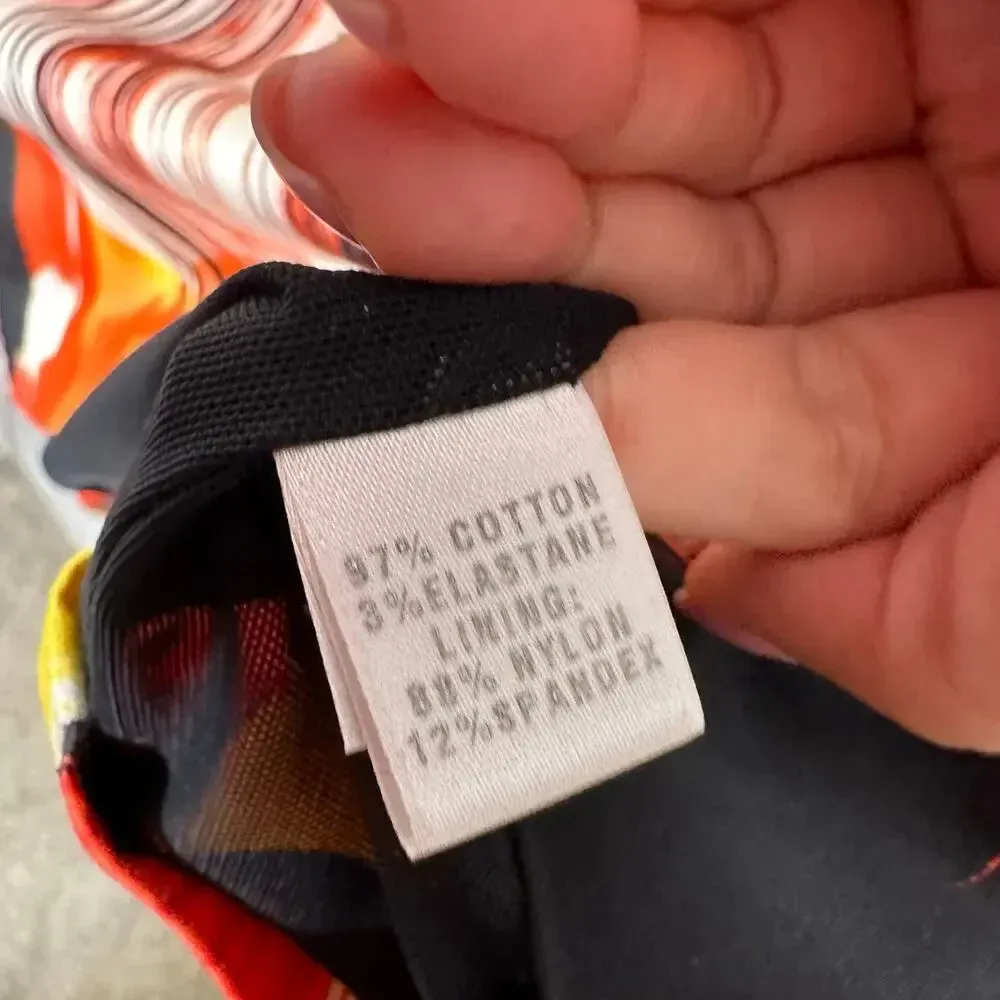 97% COTTON
3%ELASTANE
LINING:
88% NYLON
12%SPANDEX